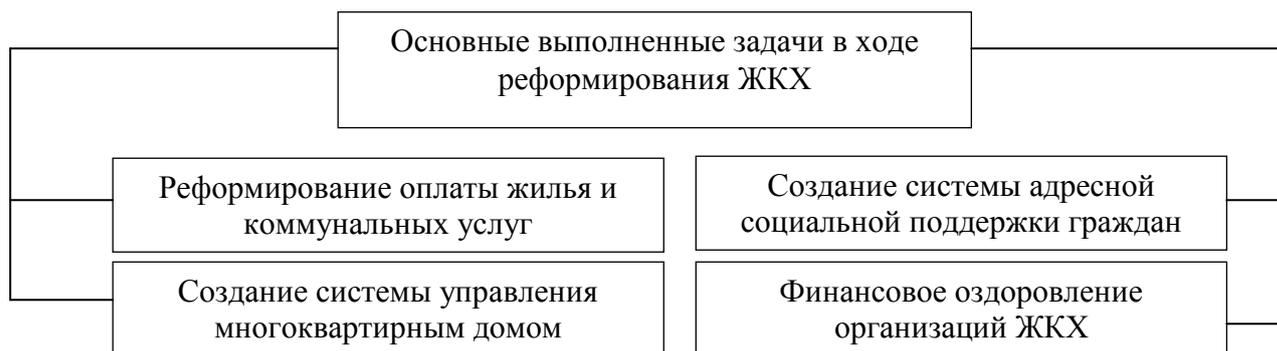 Основные выполненные задачи в ходе
реформирования ЖКХ
Реформирование оплаты жилья и
коммунальных услуг
Создание системы адресной
социальной поддержки граждан
Создание системы управления
многоквартирным домом
Финансовое оздоровление
организаций ЖКХ